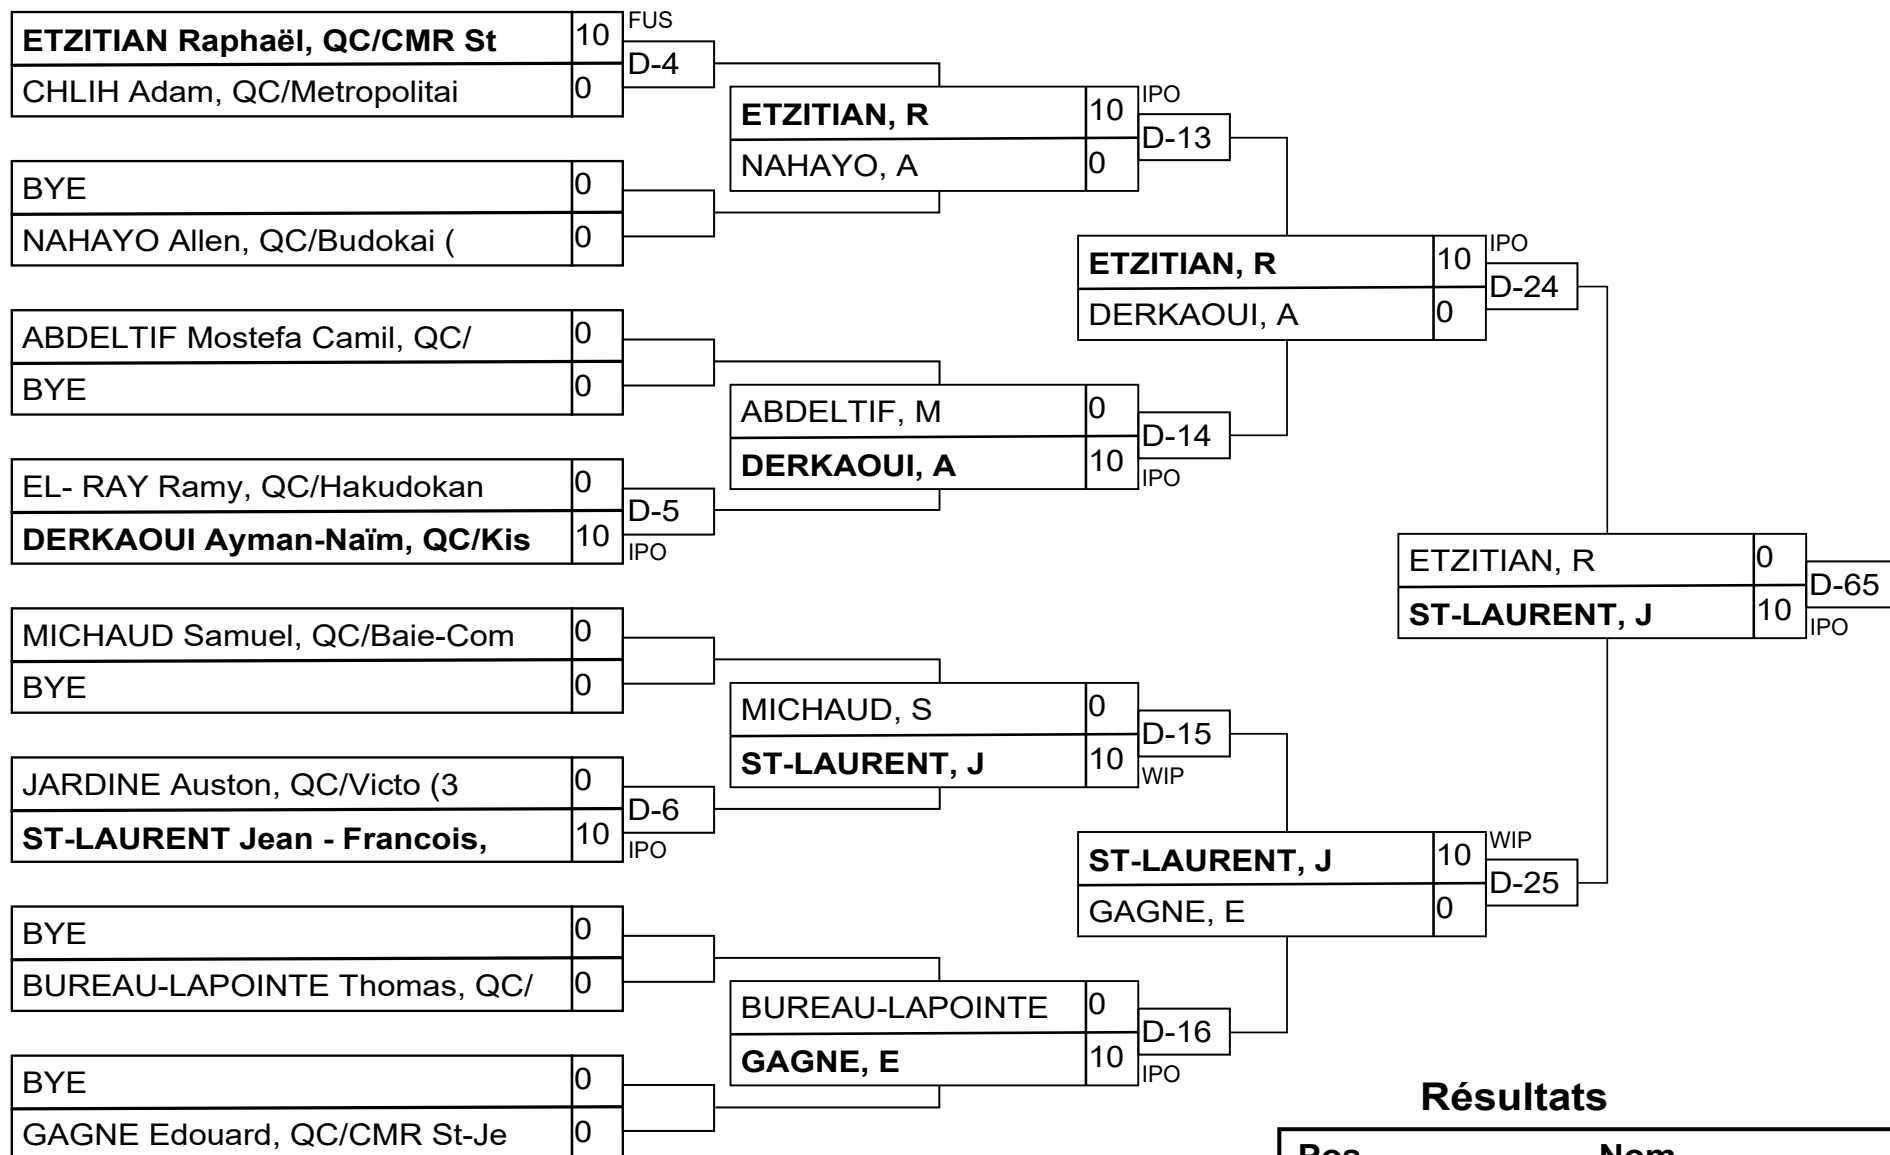 FUS
ETZITIAN Raphaël, QC/CMR St 10
D-4
CHLIH Adam, QC/Metropolitai 0
BYE 0
NAHAYO Allen, QC/Budokai ( 0
ABDELTIF Mostefa Camil, QC/ 0
BYE 0
EL- RAY Ramy, QC/Hakudokan 0
D-5
DERKAOUI Ayman-Naïm, QC/Kis 10
IPO
MICHAUD Samuel, QC/Baie-Com 0
BYE 0
JARDINE Auston, QC/Victo (3 0
D-6
ST-LAURENT Jean - Francois, 10
IPO
BYE 0
BUREAU-LAPOINTE Thomas, QC/ 0
BYE 0
GAGNE Edouard, QC/CMR St-Je 0
IPO
ETZITIAN, R 10
D-13
NAHAYO, A 0
ABDELTIF, M 0
D-14
DERKAOUI, A 10
IPO
MICHAUD, S 0
D-15
ST-LAURENT, J 10
WIP
BUREAU-LAPOINTE 0
D-16
GAGNE, E 10
IPO
IPO
ETZITIAN, R 10
D-24
DERKAOUI, A 0
WIP
ST-LAURENT, J 10
D-25
GAGNE, E 0
ETZITIAN, R 0
D-65
ST-LAURENT, J 10
IPO
Résultats
Pos Nom